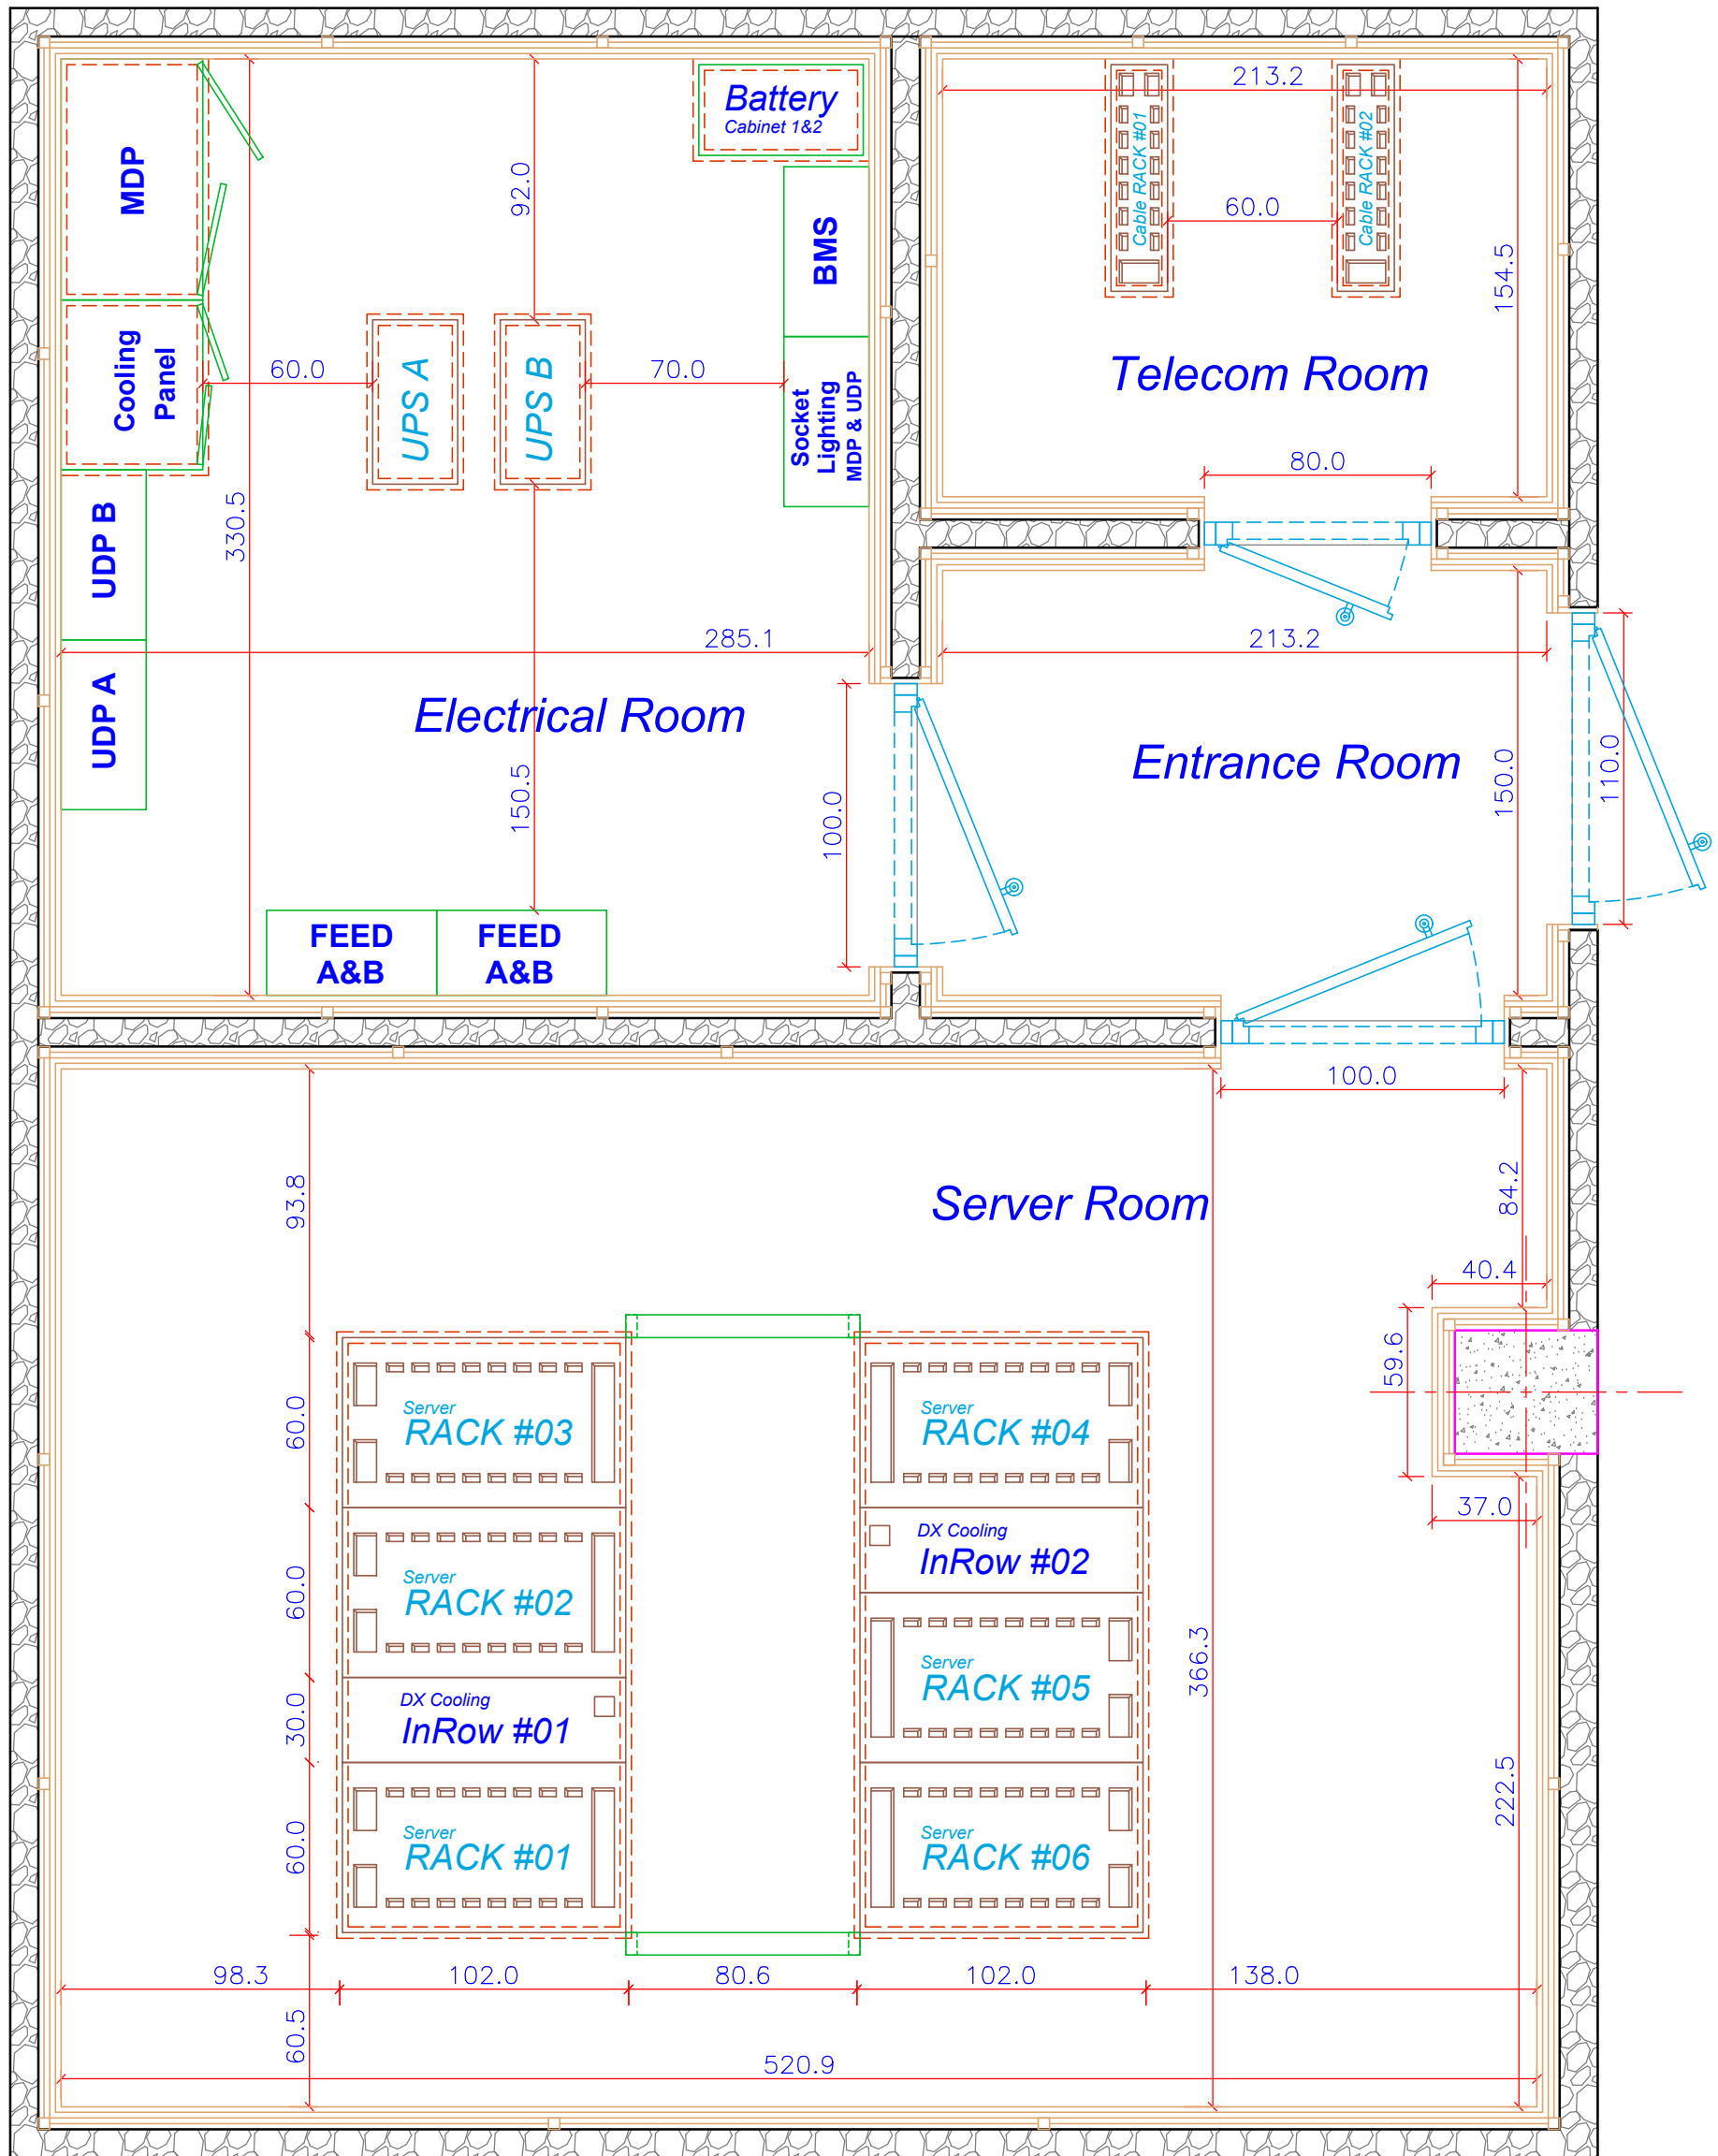 Battery
Cabinet 1&2
MDP
BMS
Cooling
Panel
UPS A
UPS B
Socket
Lighting
MDP & UDP
UDP B
UDP A
92.0
60.0
70.0
330.5
285.1
150.5
100.0
Electrical Room
FEED
A&B
FEED
A&B
213.2
Cable RACK #01
Cable RACK #02
60.0
154.5
Telecom Room
80.0
213.2
Entrance Room
150.0
110.0
100.0
Server Room
93.8
84.2
40.4
59.6
37.0
60.0
60.0
30.0
60.0
60.5
366.3
222.5
Server
RACK #03
Server
RACK #02
DX Cooling
InRow #01
Server
RACK #01
Server
RACK #04
DX Cooling
InRow #02
Server
RACK #05
Server
RACK #06
98.3
102.0
80.6
102.0
138.0
520.9